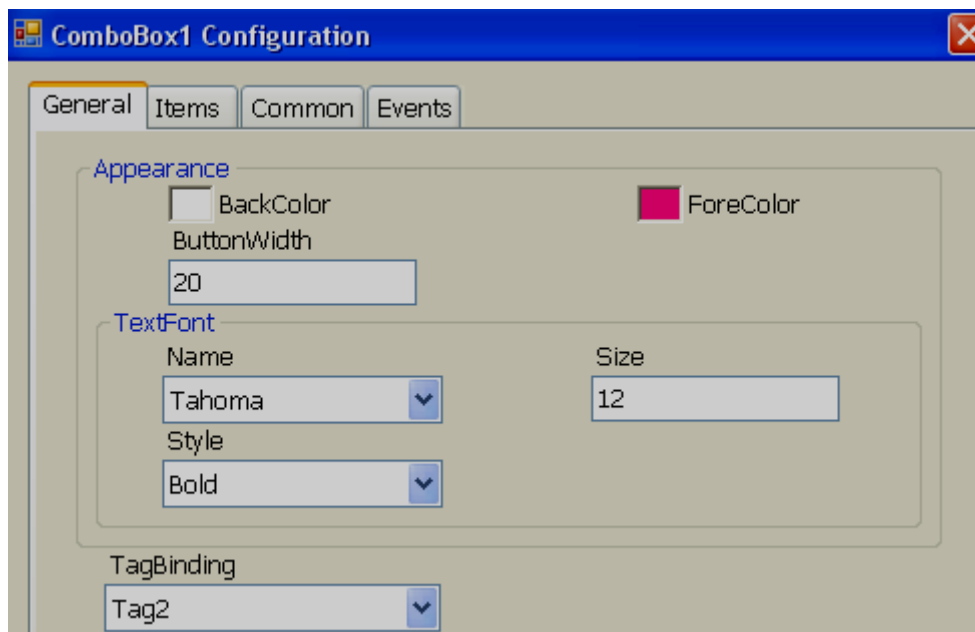 ComboBox1 Configuration
General Items Common Events
Appearance
BackColor ForeColor
ButtonWidth
20
TextFont
Name Size
Tahoma 12
Style
Bold
TagBinding
Tag2